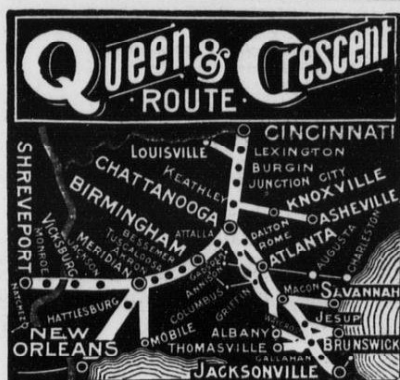 Queen & Crescent
ROUTE
CINCINNATI
LOUISVILLE
LEXINGTON
BURGIN
KEATHLEY
JUNCTION CITY
CHATTANOOGA
KNOXVILLE
ASHEVILLE
SHREVEPORT
BIRMINGHAM
DALTON
ROME
ATLANTA
AUGUSTA
CHARLESTON
ATTALLA
BESSEMER
TUSCALOOSA
AKRON
MERIDIAN
VICKSBURG
MONROE
GADSDEN
ANNISTON
COLUMBUS
GRIFFIN
MACON
SAVANNAH
NATCHEZ
HATTIESBURG
JESUP
NEW
ORLEANS
MOBILE
ALBANY
BRUNSWICK
THOMASVILLE
CALLAHAN
JACKSONVILLE